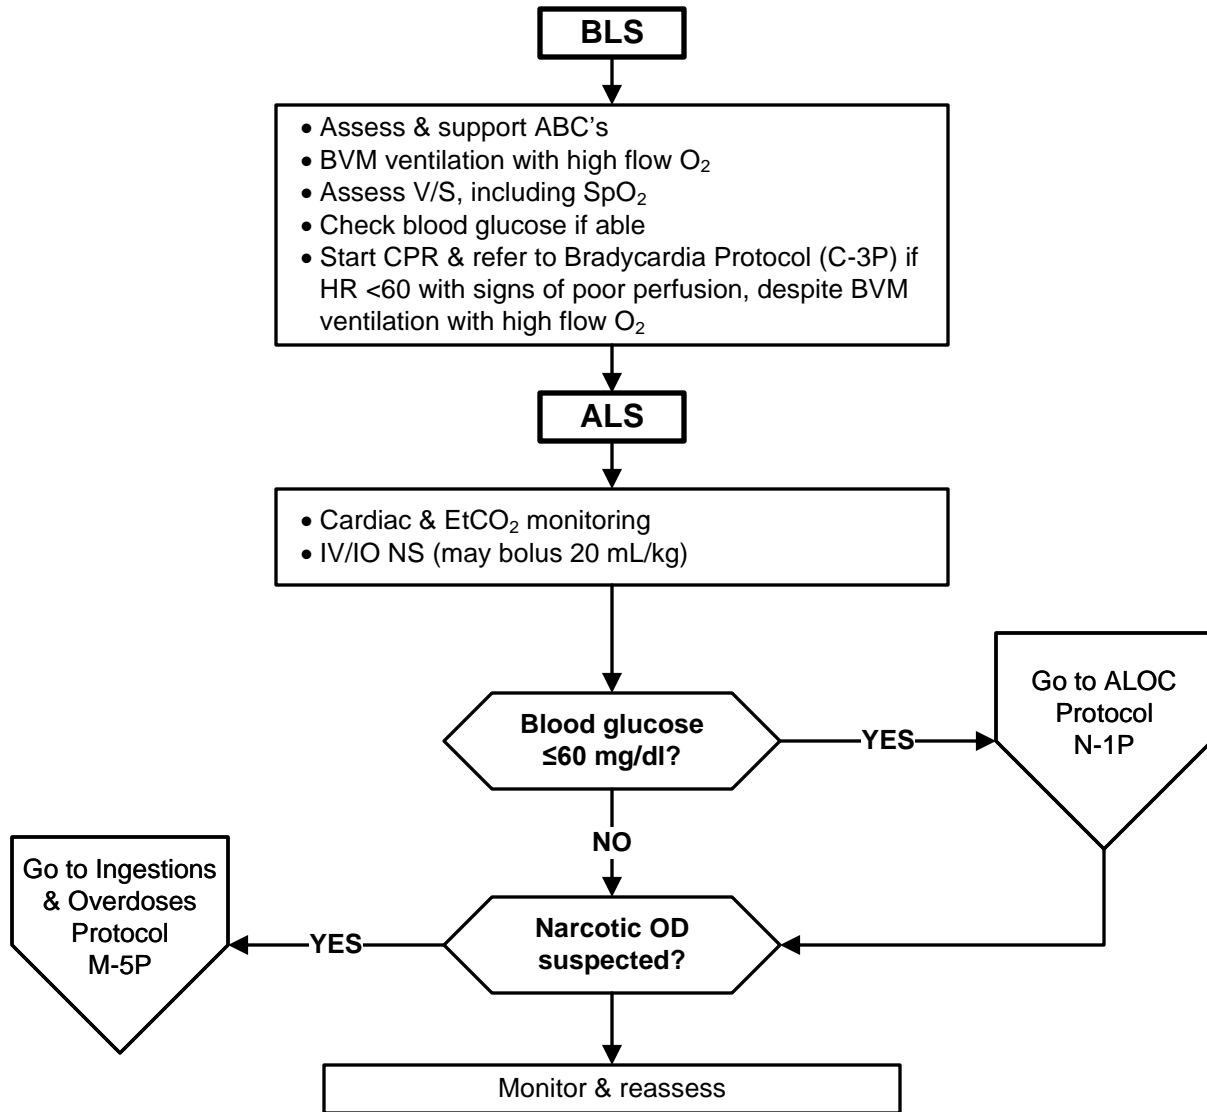 BLS
• Assess & support ABC’s
• BVM ventilation with high flow O₂
• Assess V/S, including SpO₂
• Check blood glucose if able
• Start CPR & refer to Bradycardia Protocol (C-3P) if
HR <60 with signs of poor perfusion, despite BVM
ventilation with high flow O₂
ALS
• Cardiac & EtCO₂ monitoring
• IV/IO NS (may bolus 20 mL/kg)
Blood glucose
≤60 mg/dl?
YES
Go to ALOC
Protocol
N-1P
NO
Go to Ingestions
& Overdoses
Protocol
M-5P
YES
Narcotic OD
suspected?
Monitor & reassess